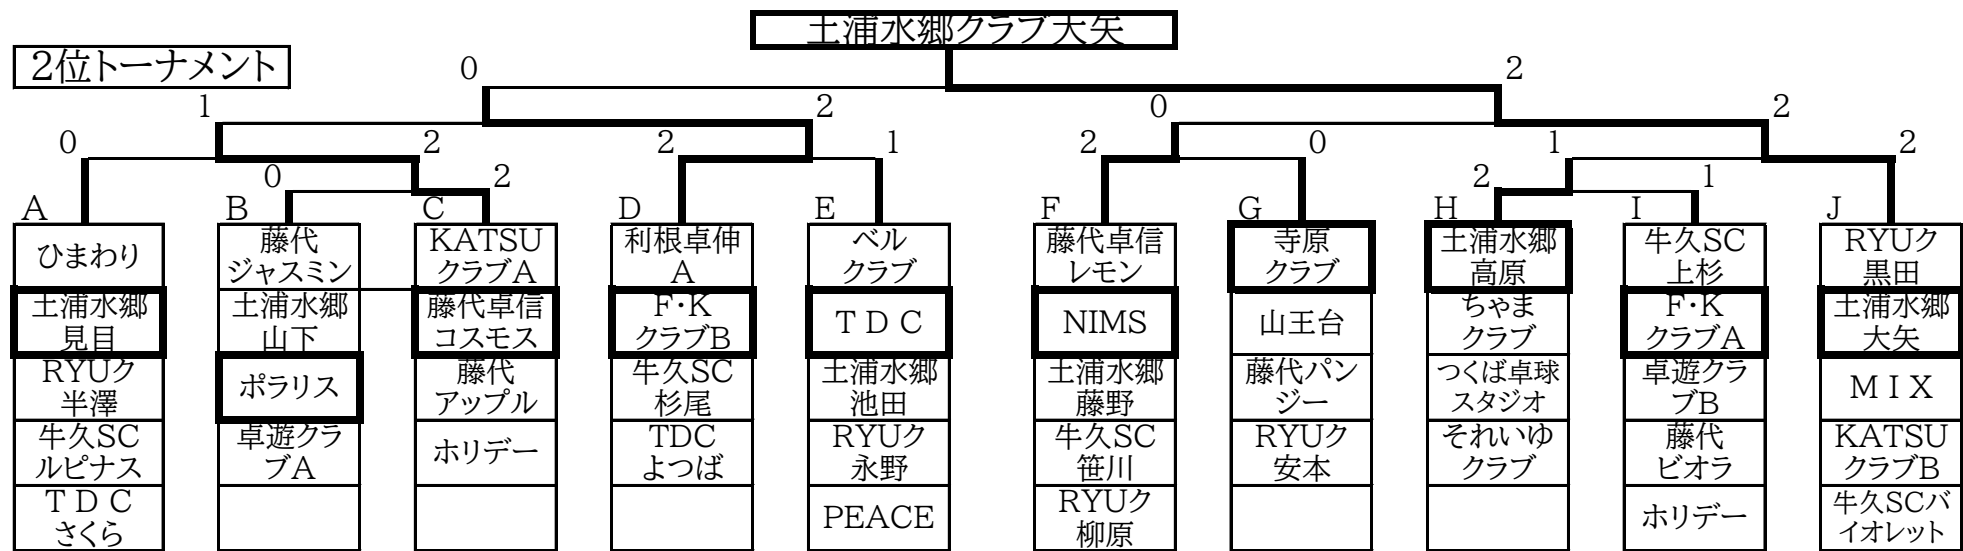 土浦水郷クラブ大矢
2位トーナメント
0 2
1 2 0 2
0 2 2 1 2 0 1 2
0 2 2 1
A B C D E F G H I J
ひまわり
土浦水郷
見目
RYUク
半澤
牛久SC
ルピナス
T D C
さくら
藤代
ジャスミン
土浦水郷
山下
ポラリス
卓遊クラ
ブA
KATSU
クラブA
藤代卓信
コスモス
藤代
アップル
ホリデー
利根卓伸
A
F・K
クラブB
牛久SC
杉尾
TDC
よつば
ベル
クラブ
T D C
土浦水郷
池田
RYUク
永野
PEACE
藤代卓信
レモン
NIMS
土浦水郷
藤野
牛久SC
笹川
RYUク
柳原
寺原
クラブ
山王台
藤代パン
ジー
RYUク
安本
土浦水郷
高原
ちゃま
クラブ
つくば卓球
スタジオ
それいゆ
クラブ
牛久SC
上杉
F・K
クラブA
卓遊クラ
ブB
藤代
ビオラ
ホリデー
RYUク
黒田
土浦水郷
大矢
M I X
KATSU
クラブB
牛久SCバ
イオレット